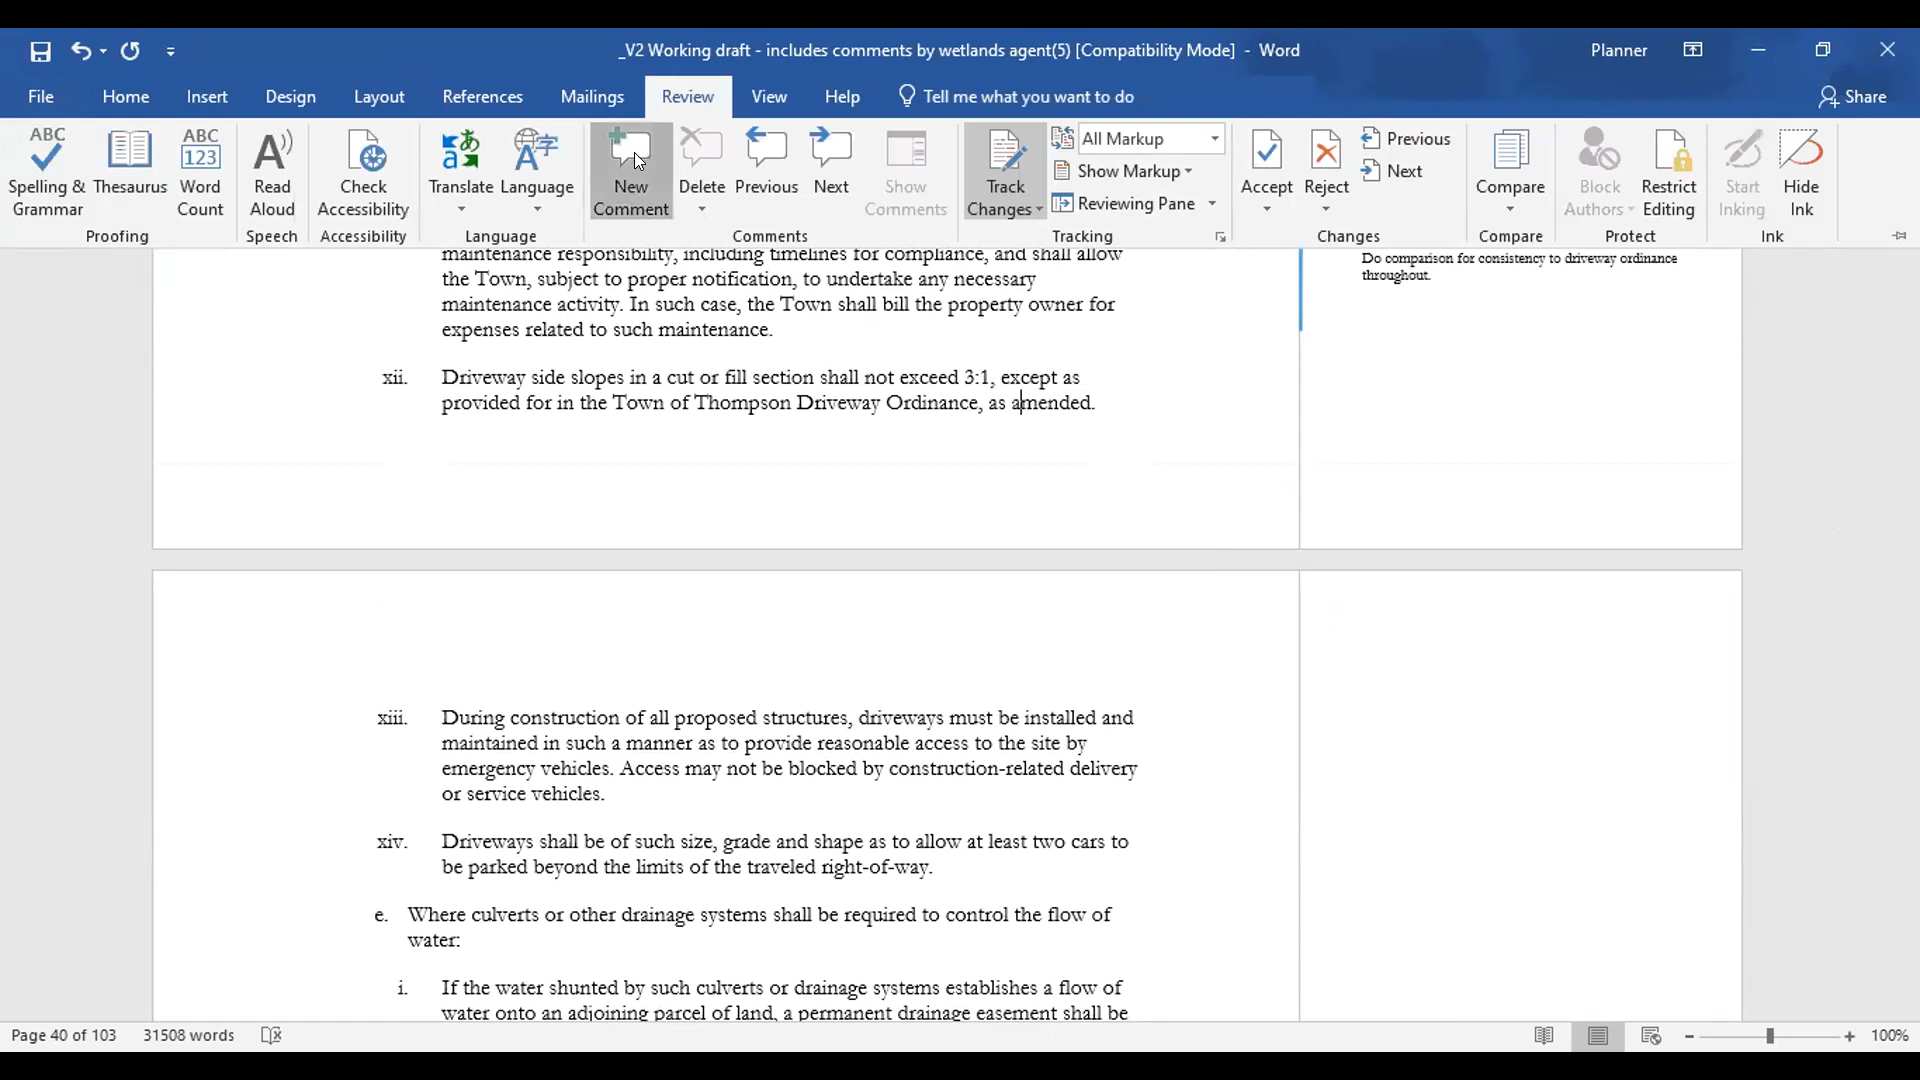 _V2 Working draft - includes comments by wetlands agent(5) [Compatibility Mode] - Word
Planner
File Home Insert Design Layout References Mailings Review View Help Tell me what you want to do Share
Spelling & Grammar
Thesaurus
Word Count
Read Aloud
Check Accessibility
Translate
Language
New Comment
Delete
Previous
Next
Show Comments
Track Changes
All Markup
Show Markup
Reviewing Pane
Accept
Reject
Previous
Next
Compare
Block Authors
Restrict Editing
Start Inking
Hide Ink
ABC
ABC
123
Proofing Speech Accessibility Language Comments Tracking Changes Compare Protect Ink
maintenance responsibility, including timelines for compliance, and shall allow
the Town, subject to proper notification, to undertake any necessary
maintenance activity. In such case, the Town shall bill the property owner for
expenses related to such maintenance.
Do comparison for consistency to driveway ordinance
throughout.
xii. Driveway side slopes in a cut or fill section shall not exceed 3:1, except as
provided for in the Town of Thompson Driveway Ordinance, as amended.
xiii. During construction of all proposed structures, driveways must be installed and
maintained in such a manner as to provide reasonable access to the site by
emergency vehicles. Access may not be blocked by construction-related delivery
or service vehicles.
xiv. Driveways shall be of such size, grade and shape as to allow at least two cars to
be parked beyond the limits of the traveled right-of-way.
e. Where culverts or other drainage systems shall be required to control the flow of
water:
i. If the water shunted by such culverts or drainage systems establishes a flow of
water onto an adjoining parcel of land, a permanent drainage easement shall be
Page 40 of 103 31508 words 100%